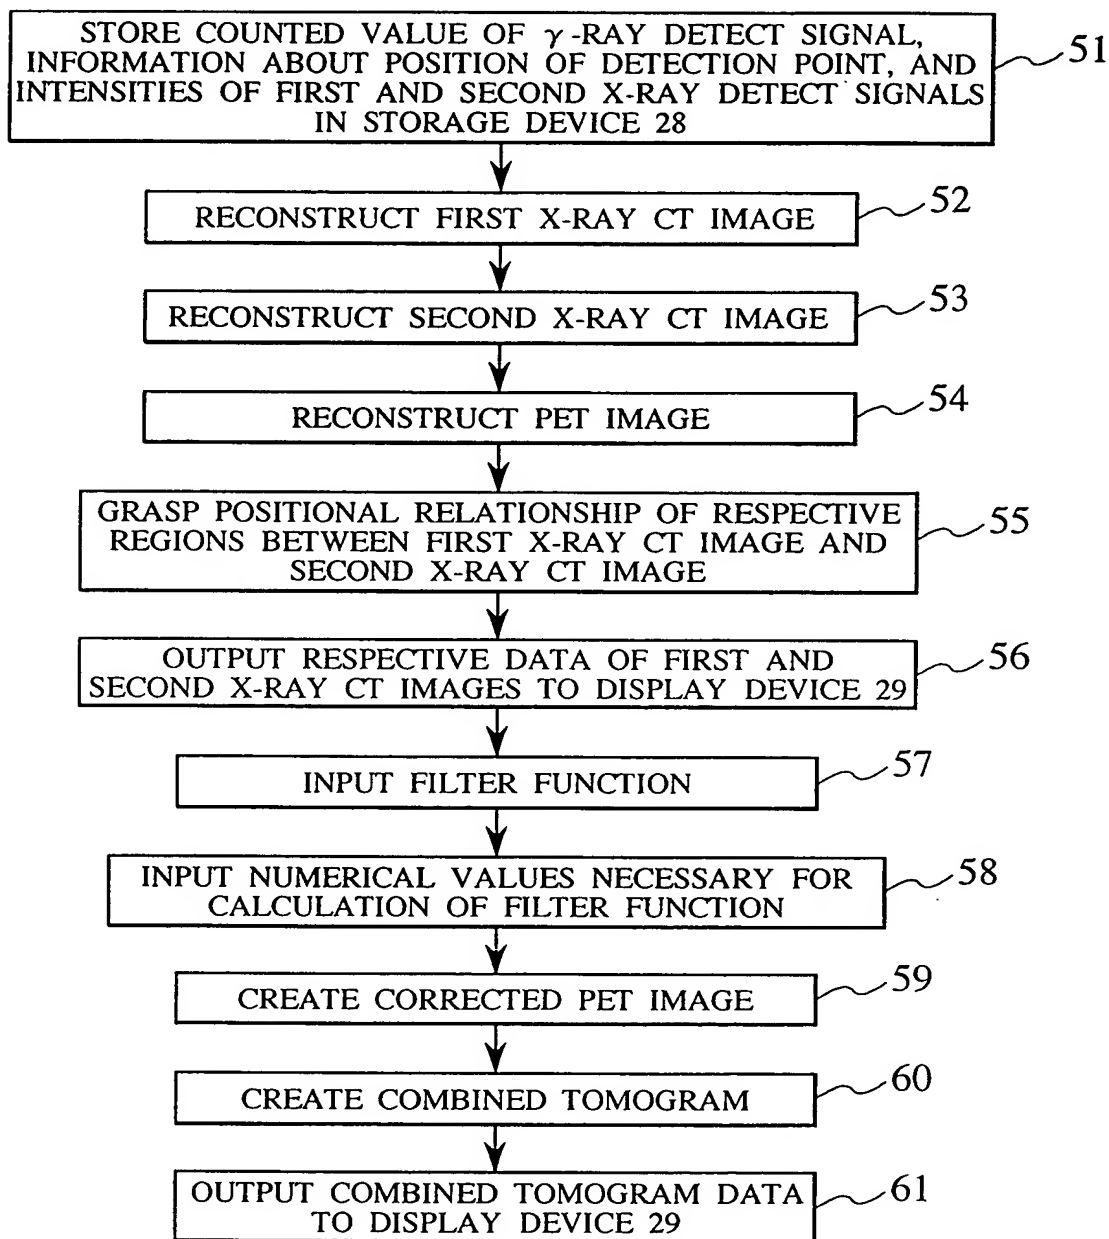 STORE COUNTED VALUE OF γ-RAY DETECT SIGNAL,
INFORMATION ABOUT POSITION OF DETECTION POINT, AND
INTENSITIES OF FIRST AND SECOND X-RAY DETECT SIGNALS
IN STORAGE DEVICE 28
51
RECONSTRUCT FIRST X-RAY CT IMAGE
52
RECONSTRUCT SECOND X-RAY CT IMAGE
53
RECONSTRUCT PET IMAGE
54
GRASP POSITIONAL RELATIONSHIP OF RESPECTIVE
REGIONS BETWEEN FIRST X-RAY CT IMAGE AND
SECOND X-RAY CT IMAGE
55
OUTPUT RESPECTIVE DATA OF FIRST AND
SECOND X-RAY CT IMAGES TO DISPLAY DEVICE 29
56
INPUT FILTER FUNCTION
57
INPUT NUMERICAL VALUES NECESSARY FOR
CALCULATION OF FILTER FUNCTION
58
CREATE CORRECTED PET IMAGE
59
CREATE COMBINED TOMOGRAM
60
OUTPUT COMBINED TOMOGRAM DATA
TO DISPLAY DEVICE 29
61